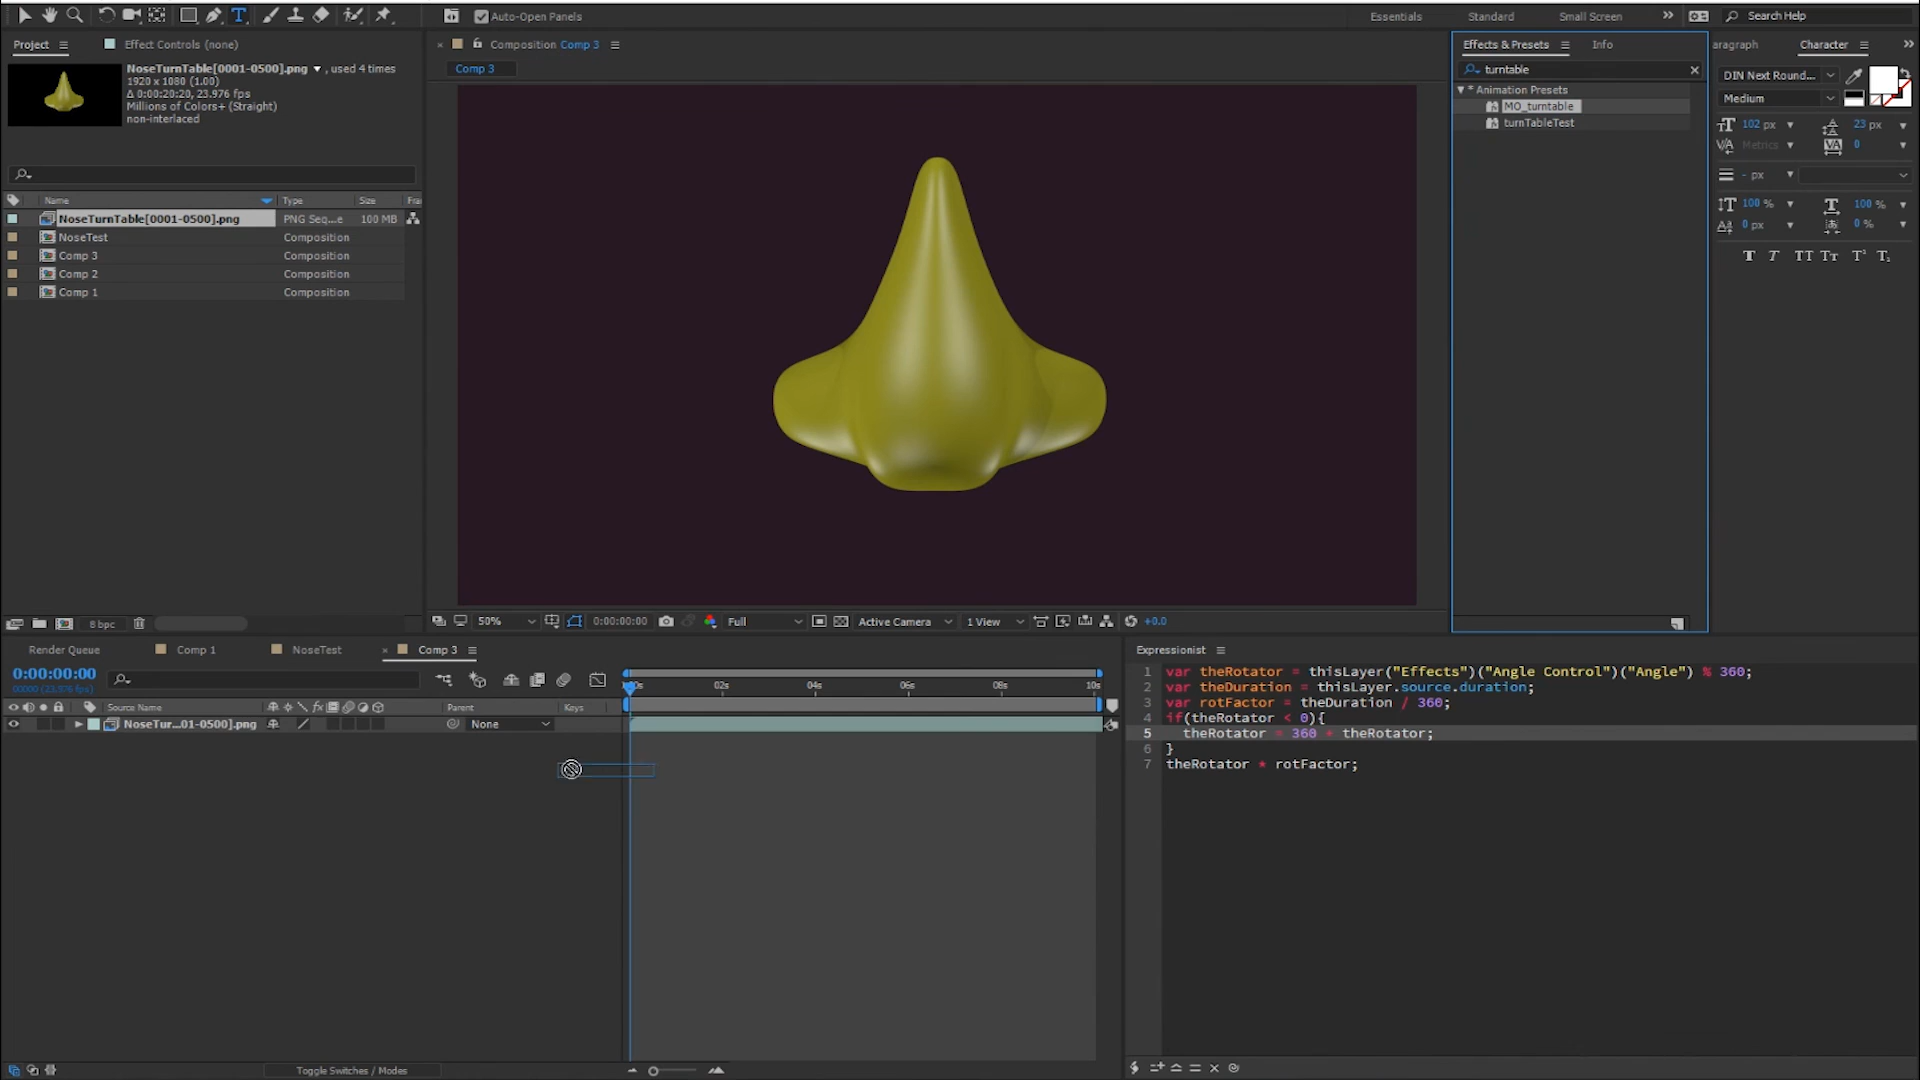 Auto-Open Panels
Essentials
Standard
Small Screen
Search Help
Project
Effect Controls (none)
NoseTurnTable[0001-0500].png ▼ , used 4 times
1920 x 1080 (1.00)
Δ 0:00:20:20, 23.976 fps
Millions of Colors+ (Straight)
non-interlaced
Name Type Size Fra
NoseTurnTable[0001-0500].png PNG Seq...e 100 MB
NoseTest Composition
Comp 3 Composition
Comp 2 Composition
Comp 1 Composition
8 bpc
Composition Comp 3
Comp 3
50%
0:00:00:00
Full
Active Camera
1 View
+0.0
Effects & Presets
Info
turntable
* Animation Presets
MO_turntable
turnTableTest
aragraph
Character
DIN Next Round...
Medium
102 px
23 px
Metrics
0
- px
100 %
100 %
0 px
0 %
Render Queue
Comp 1
NoseTest
Comp 3
0:00:00:00
00000 (23.976 fps)
Source Name
Parent
Keys
02s
04s
06s
08s
10s
NoseTur...01-0500].png
None
Toggle Switches / Modes
Expressionist
1 var theRotator = thisLayer("Effects")("Angle Control")("Angle") % 360;
2 var theDuration = thisLayer.source.duration;
3 var rotFactor = theDuration / 360;
4 if(theRotator < 0){
5 theRotator = 360 + theRotator;
6 }
7 theRotator * rotFactor;